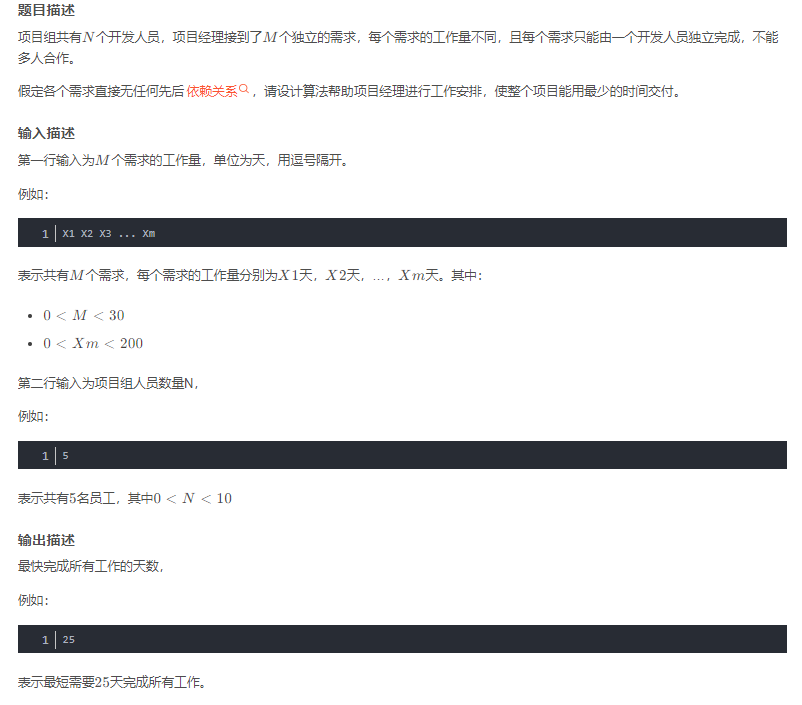 题目描述
项目组共有N个开发人员，项目经理接到了M个独立的需求，每个需求的工作量不同，且每个需求只能由一个开发人员独立完成，不能
多人合作。
假定各个需求直接无任何先后依赖关系，请设计算法帮助项目经理进行工作安排，使整个项目能用最少的时间交付。
输入描述
第一行输入为M个需求的工作量，单位为天，用逗号隔开。
例如：
1 X1 X2 X3 ... Xm
表示共有M个需求，每个需求的工作量分别为X1天，X2天，...，Xm天。其中：
• 0 < M < 30
• 0 < Xm < 200
第二行输入为项目组人员数量N，
例如：
1 5
表示共有5名员工，其中0 < N < 10
输出描述
最快完成所有工作的天数，
例如：
1 25
表示最短需要25天完成所有工作。